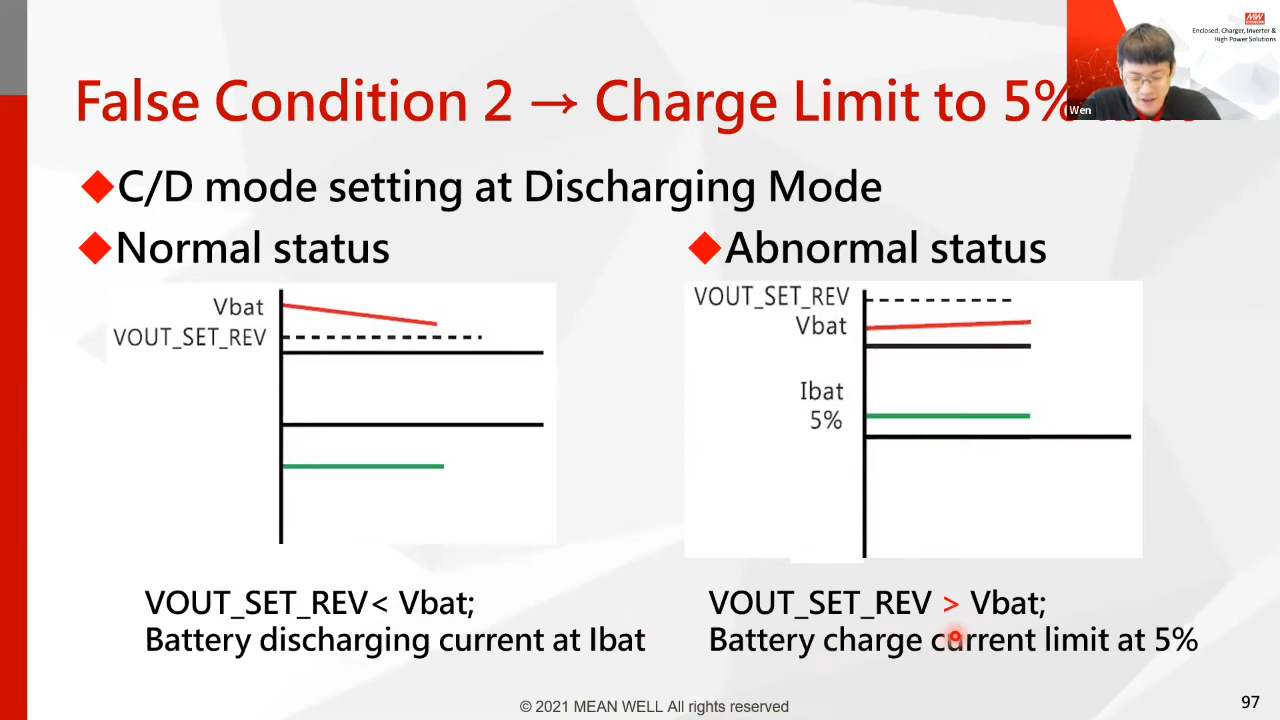 MW
Enclosed, Charger, Inverter &
High Power Solutions
Wen
False Condition 2 → Charge Limit to 5%
C/D mode setting at Discharging Mode
Normal status
Abnormal status
Vbat
VOUT_SET_REV
VOUT_SET_REV
Vbat
Ibat
5%
VOUT_SET_REV< Vbat;
Battery discharging current at Ibat
VOUT_SET_REV > Vbat;
Battery charge current limit at 5%
© 2021 MEAN WELL All rights reserved
97